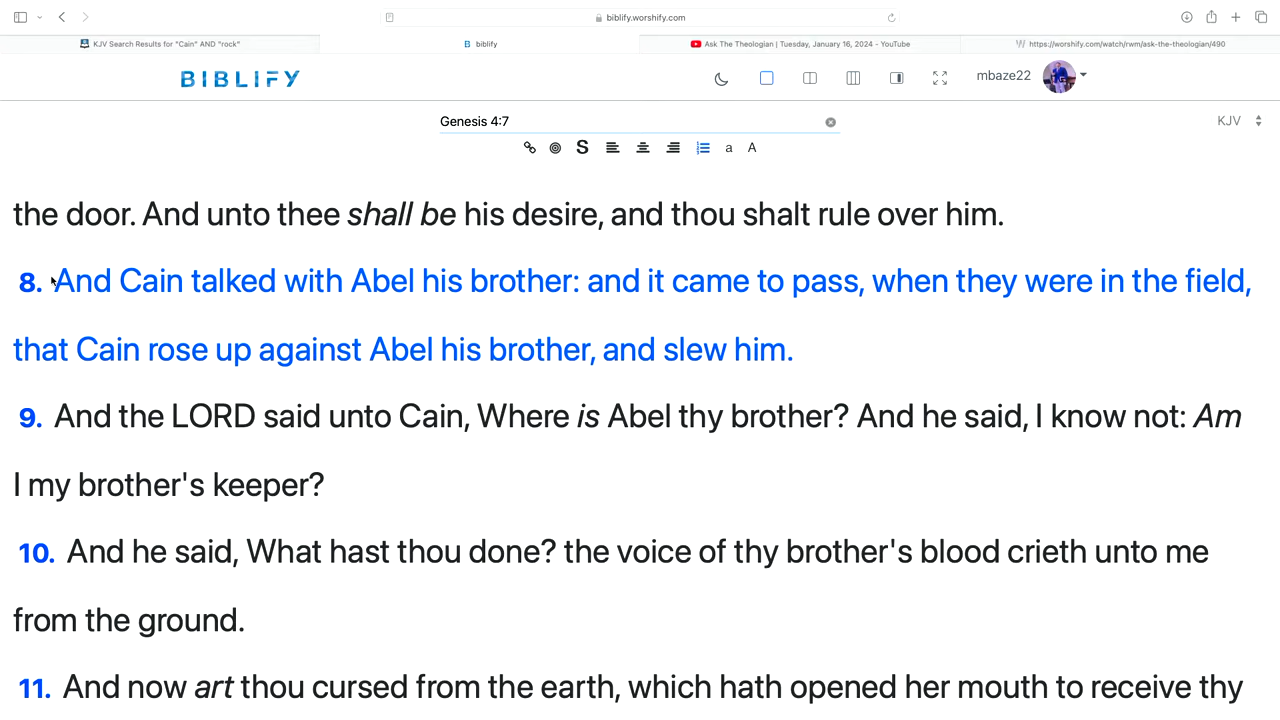 biblify.worshify.com
KJV Search Results for "Cain" AND "rock"
biblify
Ask The Theologian | Tuesday, January 16, 2024 - YouTube
https://worshify.com/watch/rwm/ask-the-theologian/490
BIBLIFY
mbaze22
Genesis 4:7
KJV
S
a A
the door. And unto thee shall be his desire, and thou shalt rule over him.
8. And Cain talked with Abel his brother: and it came to pass, when they were in the field,
that Cain rose up against Abel his brother, and slew him.
9. And the LORD said unto Cain, Where is Abel thy brother? And he said, I know not: Am
I my brother's keeper?
10. And he said, What hast thou done? the voice of thy brother's blood crieth unto me
from the ground.
11. And now art thou cursed from the earth, which hath opened her mouth to receive thy